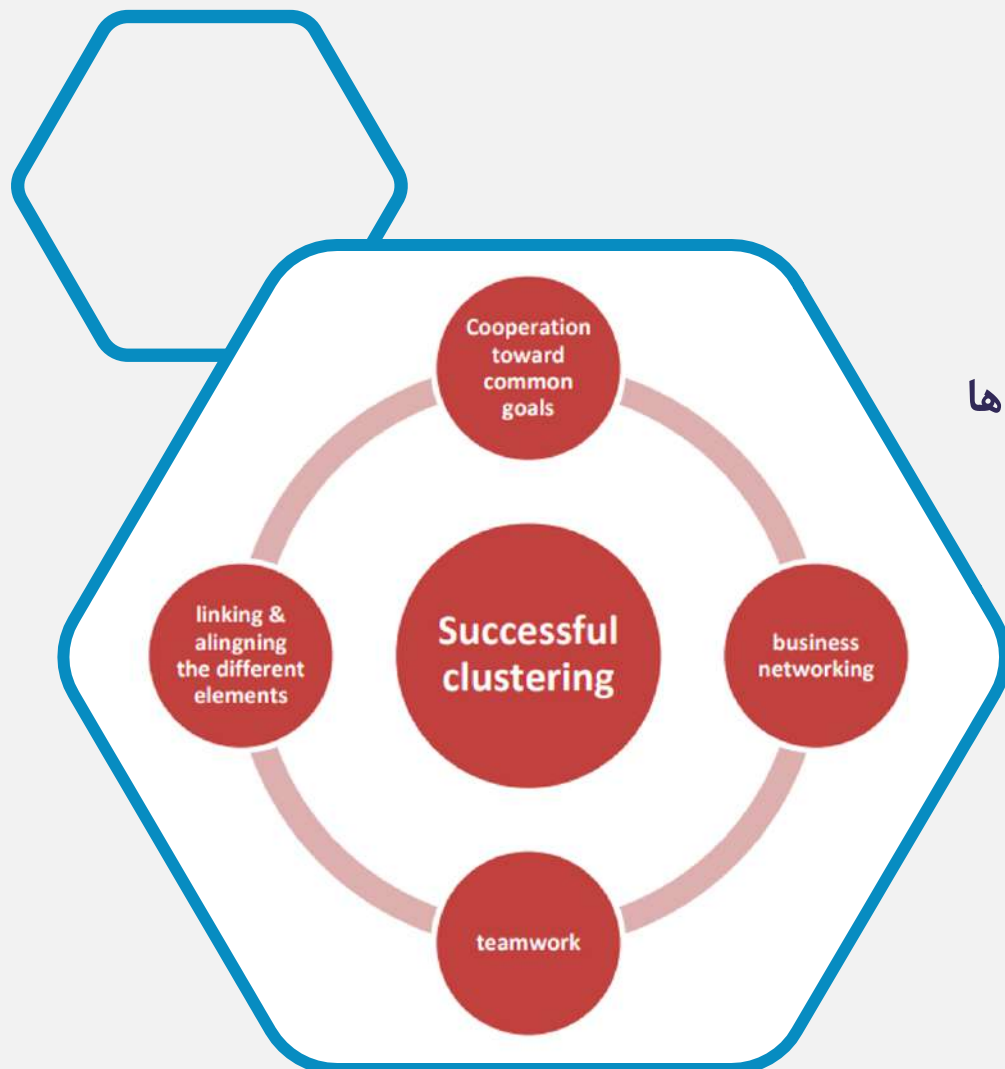 Cooperation
toward
common
goals
ها
linking &
alingning
the different
elements
Successful
clustering
business
networking
teamwork